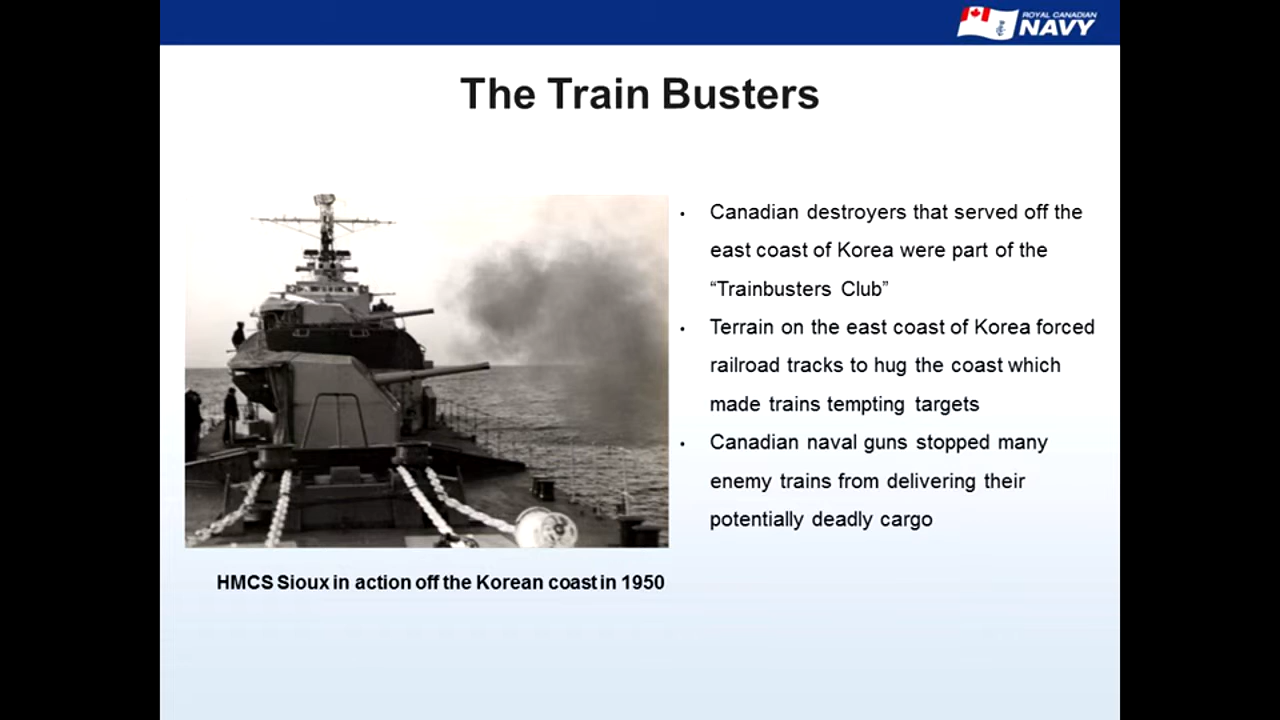 ROYAL CANADIAN
NAVY
The Train Busters
• Canadian destroyers that served off the
east coast of Korea were part of the
“Trainbusters Club”
• Terrain on the east coast of Korea forced
railroad tracks to hug the coast which
made trains tempting targets
• Canadian naval guns stopped many
enemy trains from delivering their
potentially deadly cargo
HMCS Sioux in action off the Korean coast in 1950